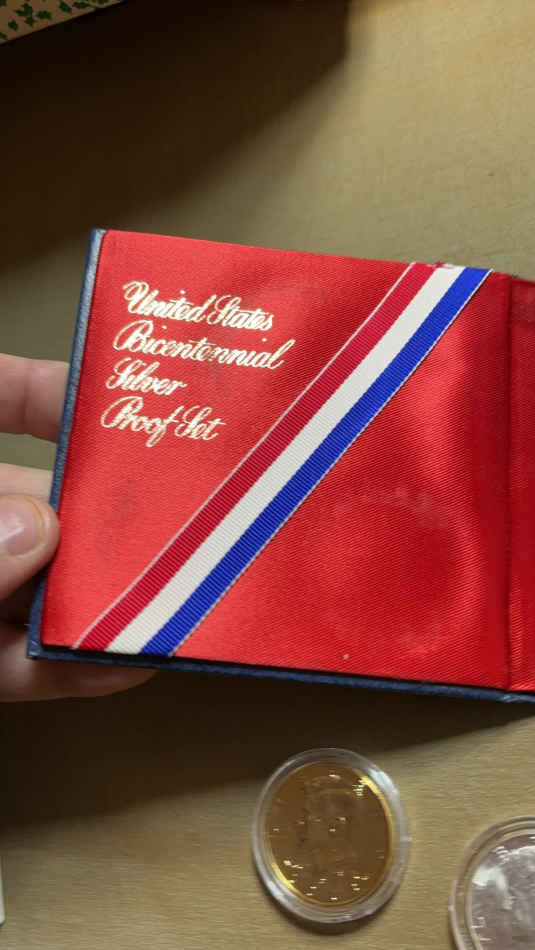 United States
Bicentennial
Silver
Proof Set